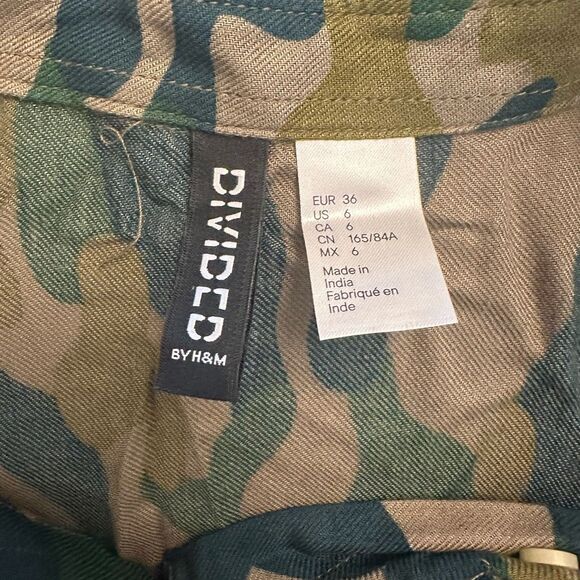 DIVIDED
BY H&M
EUR 36
US 6
CA 6
CN 165/84A
MX 6
Made in
India
Fabriqué en
Inde